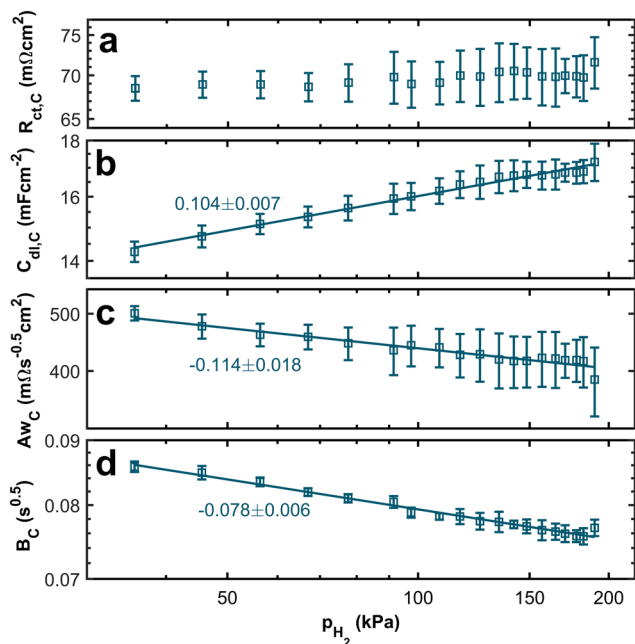 a
R_ct,C (mΩcm²)
75
70
65
b
C_dl,C (mFcm⁻²)
18
16
14
0.104±0.007
c
Aw_C (mΩs^-0.5cm²)
500
400
-0.114±0.018
d
B_C (s^0.5)
0.09
0.08
0.07
-0.078±0.006
50 100 150 200
p_H₂ (kPa)